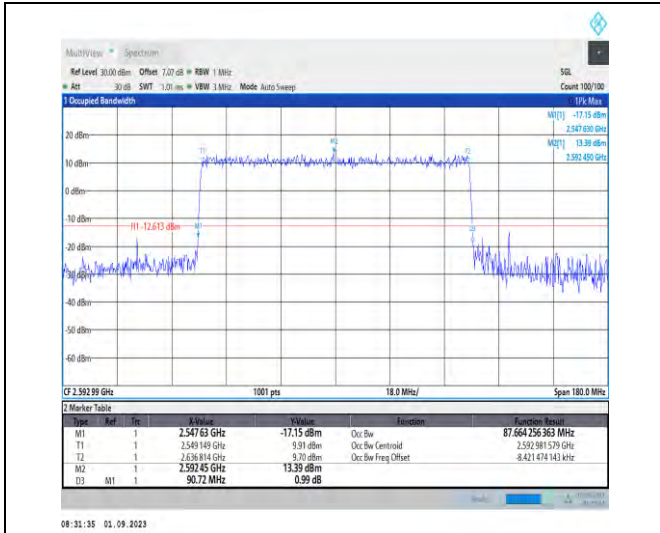 MultiView Spectrum
Ref Level 30.00 dBm Offset 7.07 dB RBW 1 MHz SGL
Att 30 dB SWT 1.01 ms VBW 3 MHz Mode Auto Sweep Count 100/100
1 Occupied Bandwidth 1Pk Max
M1[1] -17.15 dBm
2.547 630 GHz
M2[1] 13.39 dBm
2.592 450 GHz
20 dBm
10 dBm
0 dBm
-10 dBm
H1 -12.613 dBm
-20 dBm
-30 dBm
-40 dBm
-50 dBm
-60 dBm
M2
T1
T2
M1
D3
CF 2.592 99 GHz 1001 pts 18.0 MHz/ Span 180.0 MHz
2 Marker Table
Type Ref Trc X-Value Y-Value Function Function Result
M1 1 2.547 63 GHz -17.15 dBm Occ Bw 87.664 256 363 MHz
T1 1 2.549 149 GHz 9.91 dBm Occ Bw Centroid 2.592 981 579 GHz
T2 1 2.636 814 GHz 9.70 dBm Occ Bw Freq Offset -8.421 474 143 kHz
M2 1 2.592 45 GHz 13.39 dBm
D3 M1 1 90.72 MHz 0.99 dB
08:31:35 01.09.2023